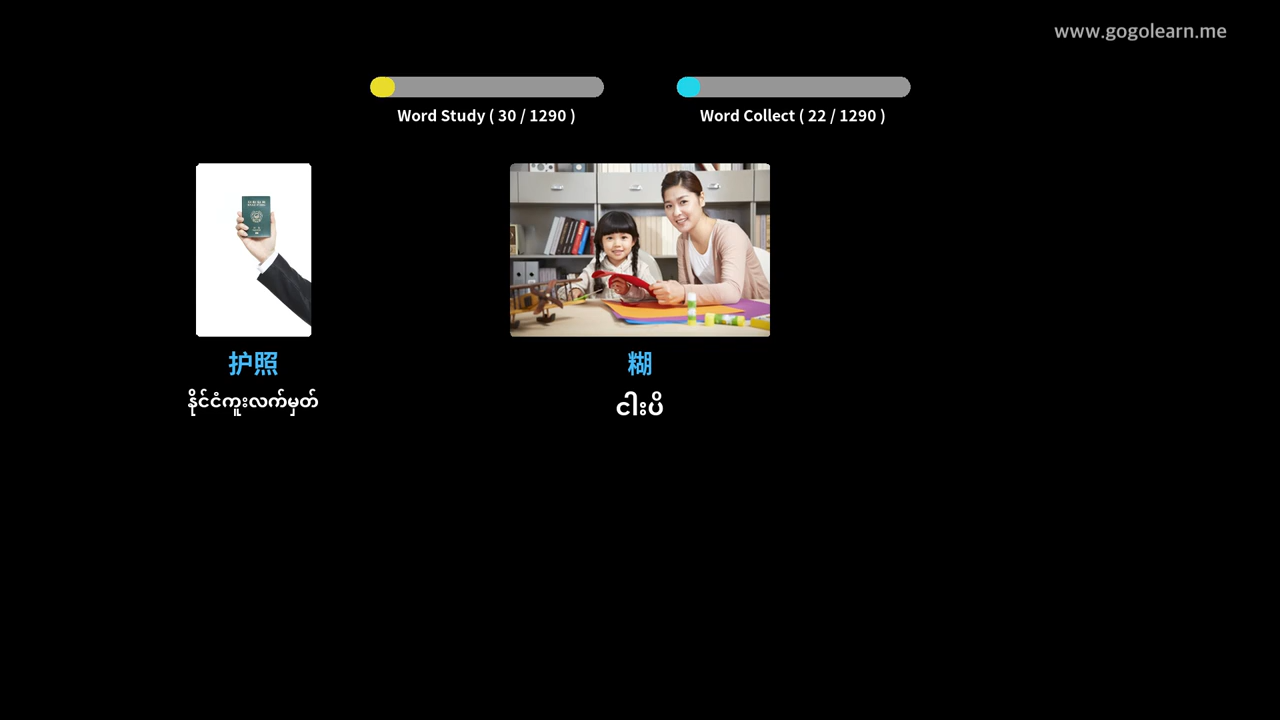 www.gogolearn.me
Word Study ( 30 / 1290 )
Word Collect ( 22 / 1290 )
护照
糊
နိုင်ငံကူးလက်မှတ်
ငါးပိ